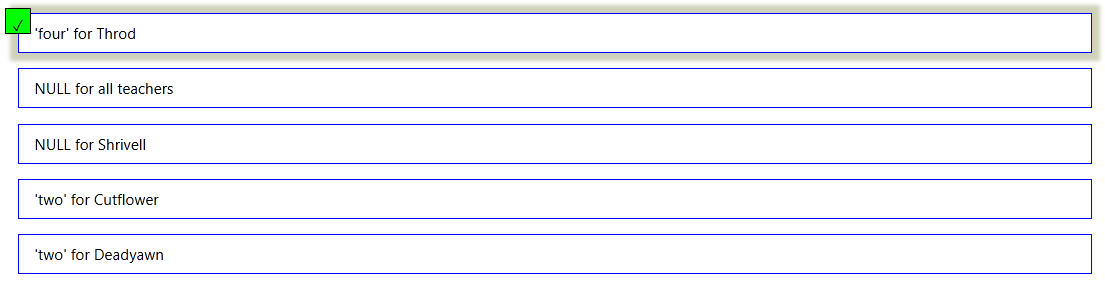 ✓
'four' for Throd
NULL for all teachers
NULL for Shrivell
'two' for Cutflower
'two' for Deadyawn